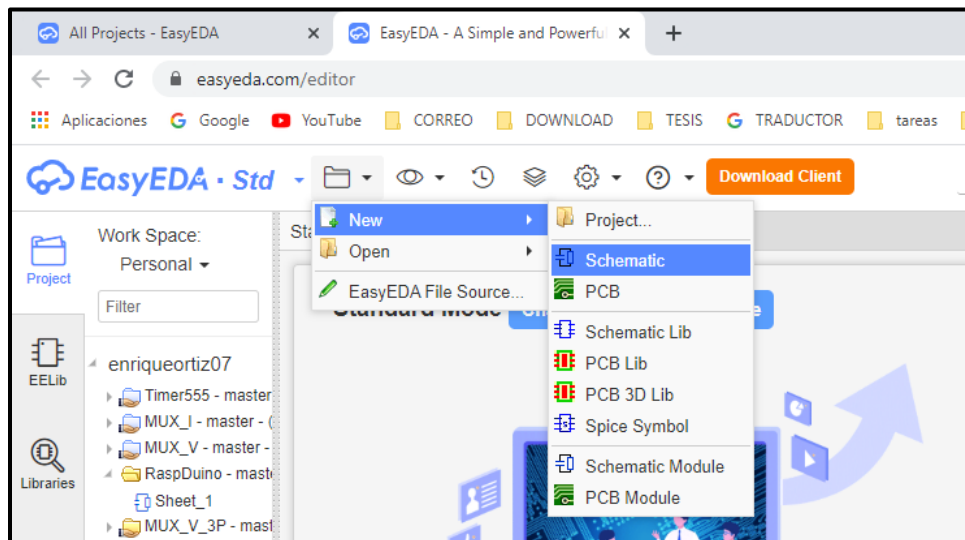 All Projects - EasyEDA
EasyEDA - A Simple and Powerfu
easyeda.com/editor
Aplicaciones Google YouTube CORREO DOWNLOAD TESIS TRADUCTOR tareas
EasyEDA · Std Download Client
New
Open
EasyEDA File Source...
Project...
Schematic
PCB
Schematic Lib
PCB Lib
PCB 3D Lib
Spice Symbol
Schematic Module
PCB Module
Project
EELib
Libraries
Work Space:
Personal
Filter
enriqueortiz07
Timer555 - master
MUX_I - master - (
MUX_V - master -
RaspDuino - maste
Sheet_1
MUX_V_3P - mast
Sta
Standard Mode